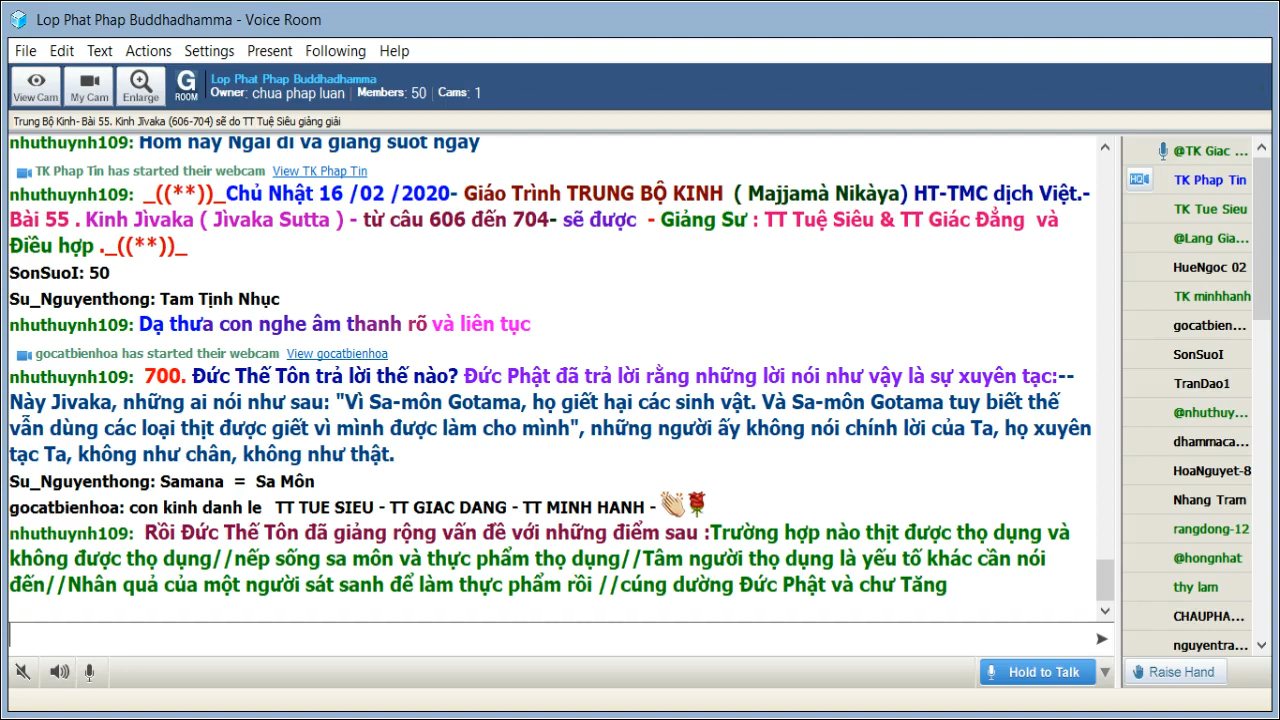 Lop Phat Phap Buddhadhamma - Voice Room
File Edit Text Actions Settings Present Following Help
View Cam My Cam Enlarge G ROOM
Lop Phat Phap Buddhadhamma
Owner: chua phap luan | Members: 50 | Cams: 1
Trung Bộ Kinh- Bài 55. Kinh Jīvaka (606-704) sẽ do TT Tuệ Siêu giảng giải
nhuthuynh109: Hôm nay Ngài đi và giảng suốt ngày
TK Phap Tin has started their webcam View TK Phap Tin
nhuthuynh109: _((**))_Chủ Nhật 16 /02 /2020- Giáo Trình TRUNG BỘ KINH ( Majjamà Nikàya) HT-TMC dịch Việt.-
Bài 55 . Kinh Jìvaka ( Jìvaka Sutta ) - từ câu 606 đến 704- sẽ được - Giảng Sư : TT Tuệ Siêu & TT Giác Đẳng và
Điều hợp ._((**))_
SonSuoI: 50
Su_Nguyenthong: Tam Tịnh Nhục
nhuthuynh109: Dạ thưa con nghe âm thanh rõ và liên tục
gocatbienhoa has started their webcam View gocatbienhoa
nhuthuynh109: 700. Đức Thế Tôn trả lời thế nào? Đức Phật đã trả lời rằng những lời nói như vậy là sự xuyên tạc:--
Này Jivaka, những ai nói như sau: "Vì Sa-môn Gotama, họ giết hại các sinh vật. Và Sa-môn Gotama tuy biết thế
vẫn dùng các loại thịt được giết vì mình được làm cho mình", những người ấy không nói chính lời của Ta, họ xuyên
tạc Ta, không như chân, không như thật.
Su_Nguyenthong: Samana = Sa Môn
gocatbienhoa: con kinh danh le TT TUE SIEU - TT GIAC DANG - TT MINH HANH -
nhuthuynh109: Rồi Đức Thế Tôn đã giảng rộng vấn đề với những điểm sau :Trường hợp nào thịt được thọ dụng và
không được thọ dụng//nếp sống sa môn và thực phẩm thọ dụng//Tâm người thọ dụng là yếu tố khác cần nói
đến//Nhân quả của một người sát sanh để làm thực phẩm rồi //cúng dường Đức Phật và chư Tăng
@TK Giac ...
HQ TK Phap Tin
TK Tue Sieu
@Lang Gia...
HueNgoc 02
TK minhhanh
gocatbien...
SonSuoI
TranDao1
@nhuthuy...
dhammaca...
HoaNguyet-8
Nhang Tram
rangdong-12
@hongnhat
thy lam
CHAUPHA...
nguyentra...
Hold to Talk
Raise Hand